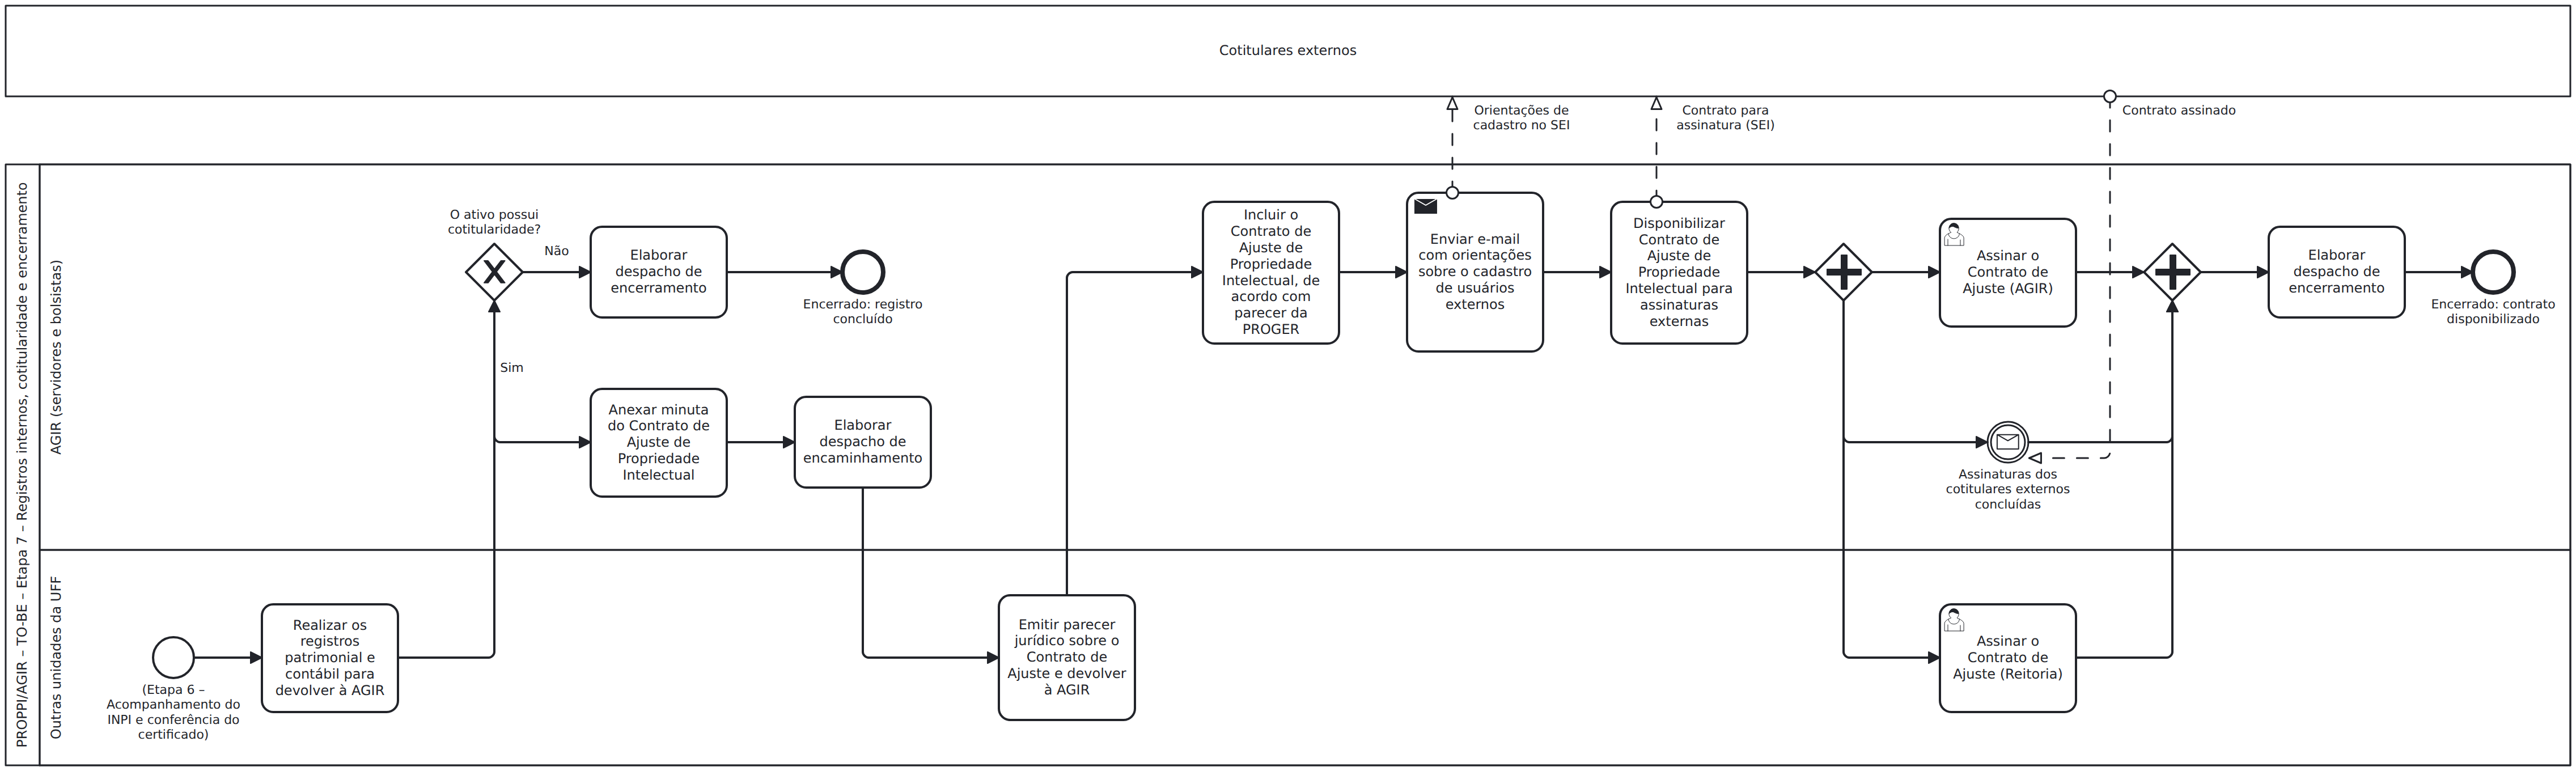 Cotitulares externos
Orientações de
cadastro no SEI
Contrato para
assinatura (SEI)
Contrato assinado
PROPPI/AGIR – TO-BE – Etapa 7 – Registros internos, cotitularidade e encerramento
AGIR (servidores e bolsistas)
O ativo possui
cotitularidade?
Não
Sim
Elaborar
despacho de
encerramento
Encerrado: registro
concluído
Anexar minuta
do Contrato de
Ajuste de
Propriedade
Intelectual
Elaborar
despacho de
encaminhamento
Incluir o
Contrato de
Ajuste de
Propriedade
Intelectual, de
acordo com
parecer da
PROGER
Enviar e-mail
com orientações
sobre o cadastro
de usuários
externos
Disponibilizar
Contrato de
Ajuste de
Propriedade
Intelectual para
assinaturas
externas
Assinar o
Contrato de
Ajuste (AGIR)
Assinaturas dos
cotitulares externos
concluídas
Elaborar
despacho de
encerramento
Encerrado: contrato
disponibilizado
Outras unidades da UFF
(Etapa 6 –
Acompanhamento do
INPI e conferência do
certificado)
Realizar os
registros
patrimonial e
contábil para
devolver à AGIR
Emitir parecer
jurídico sobre o
Contrato de
Ajuste e devolver
à AGIR
Assinar o
Contrato de
Ajuste (Reitoria)